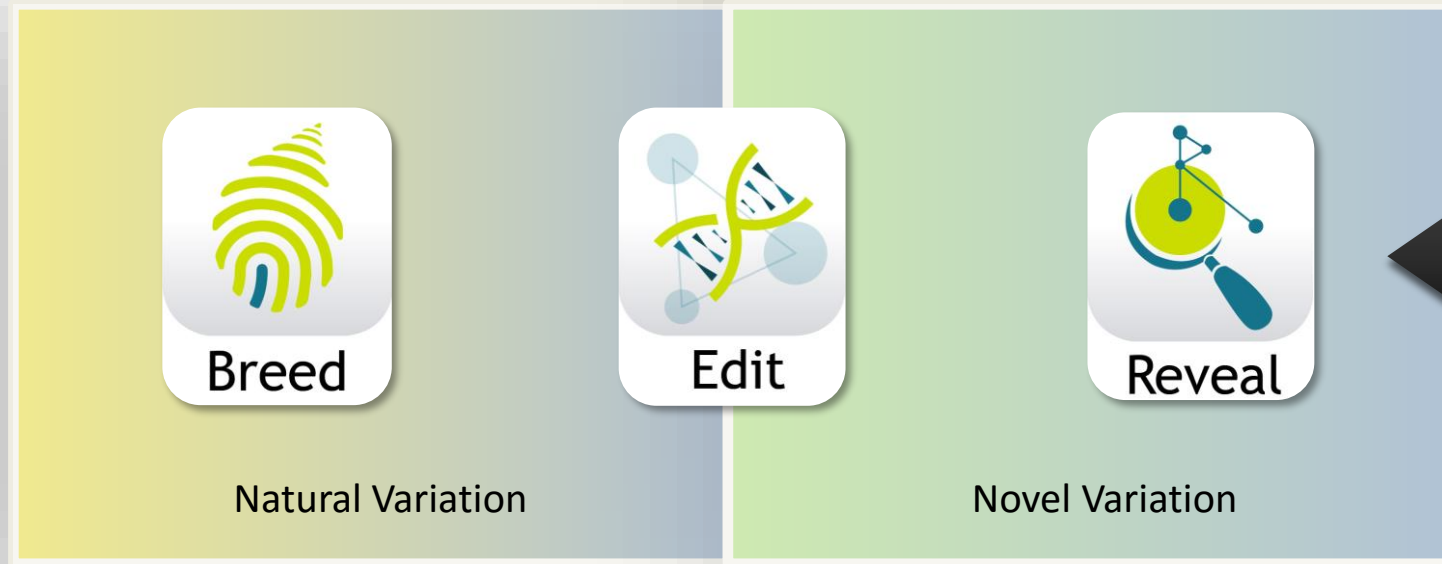 Breed
Edit
Reveal
Natural Variation
Novel Variation